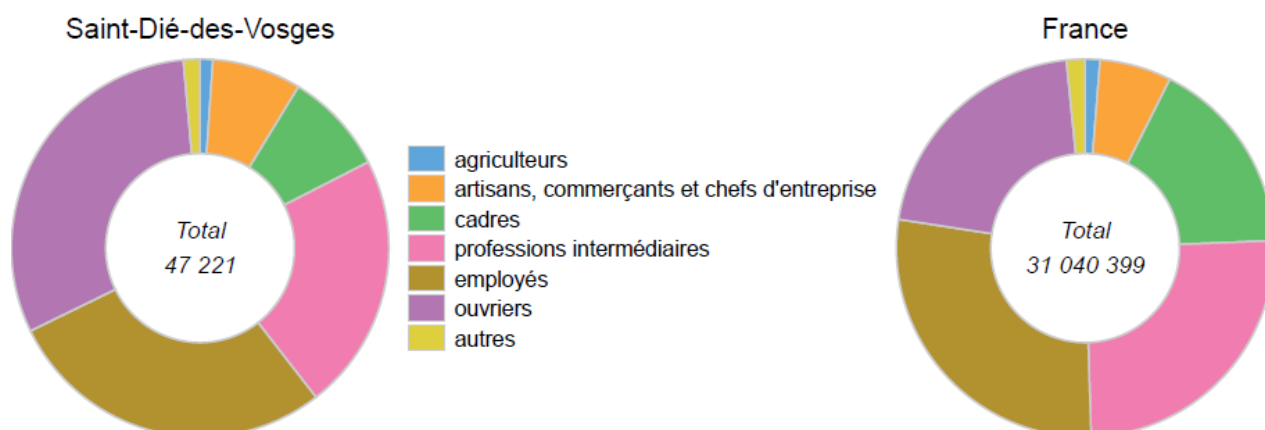 Saint-Dié-des-Vosges
Total
47 221
agriculteurs
artisans, commerçants et chefs d'entreprise
cadres
professions intermédiaires
employés
ouvriers
autres
France
Total
31 040 399